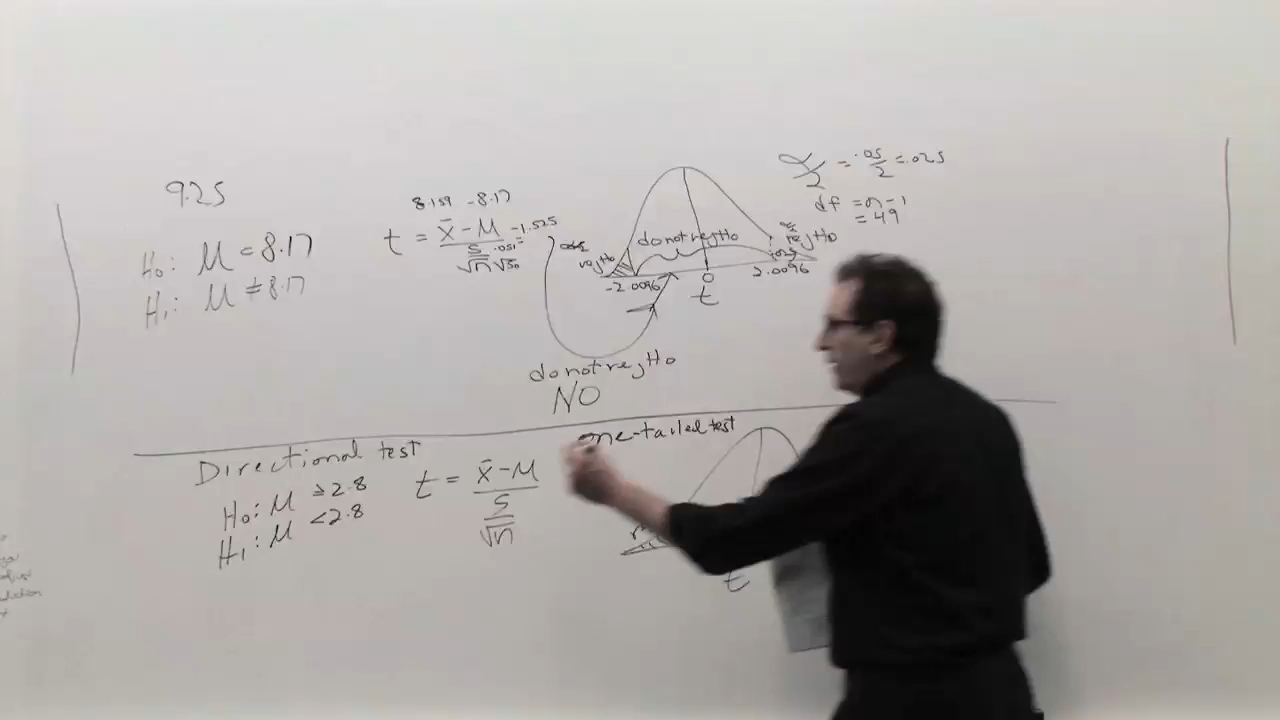 9.25
H₀: μ = 8.17
H₁: μ ≠ 8.17
8.159 - 8.17
t = x̄ - μ
-1.525
s .051 =
√n √50
rej H₀
do not rej H₀
rej H₀
-2.0096
0
2.0096
t
α/2 = .05/2 = .025
df = n - 1
= 49
do not rej H₀
NO
Directional test
H₀: μ ≥ 2.8
H₁: μ < 2.8
t = x̄ - μ
s
√n
one-tailed test
t